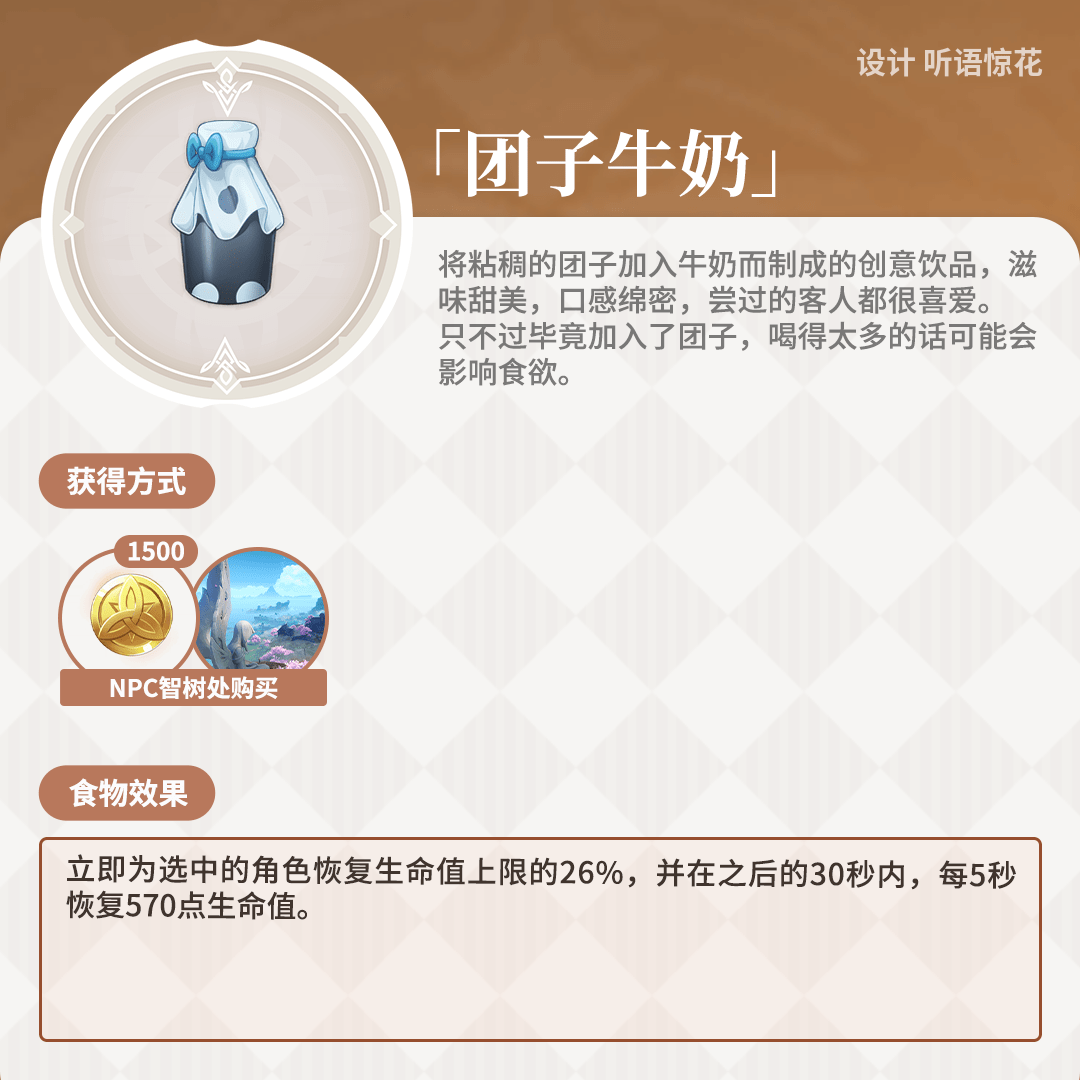 设计 听语惊花
「团子牛奶」
将粘稠的团子加入牛奶而制成的创意饮品，滋
味甜美，口感绵密，尝过的客人都很喜爱。
只不过毕竟加入了团子，喝得太多的话可能会
影响食欲。
获得方式
1500
NPC智树处购买
食物效果
立即为选中的角色恢复生命值上限的26%，并在之后的30秒内，每5秒
恢复570点生命值。